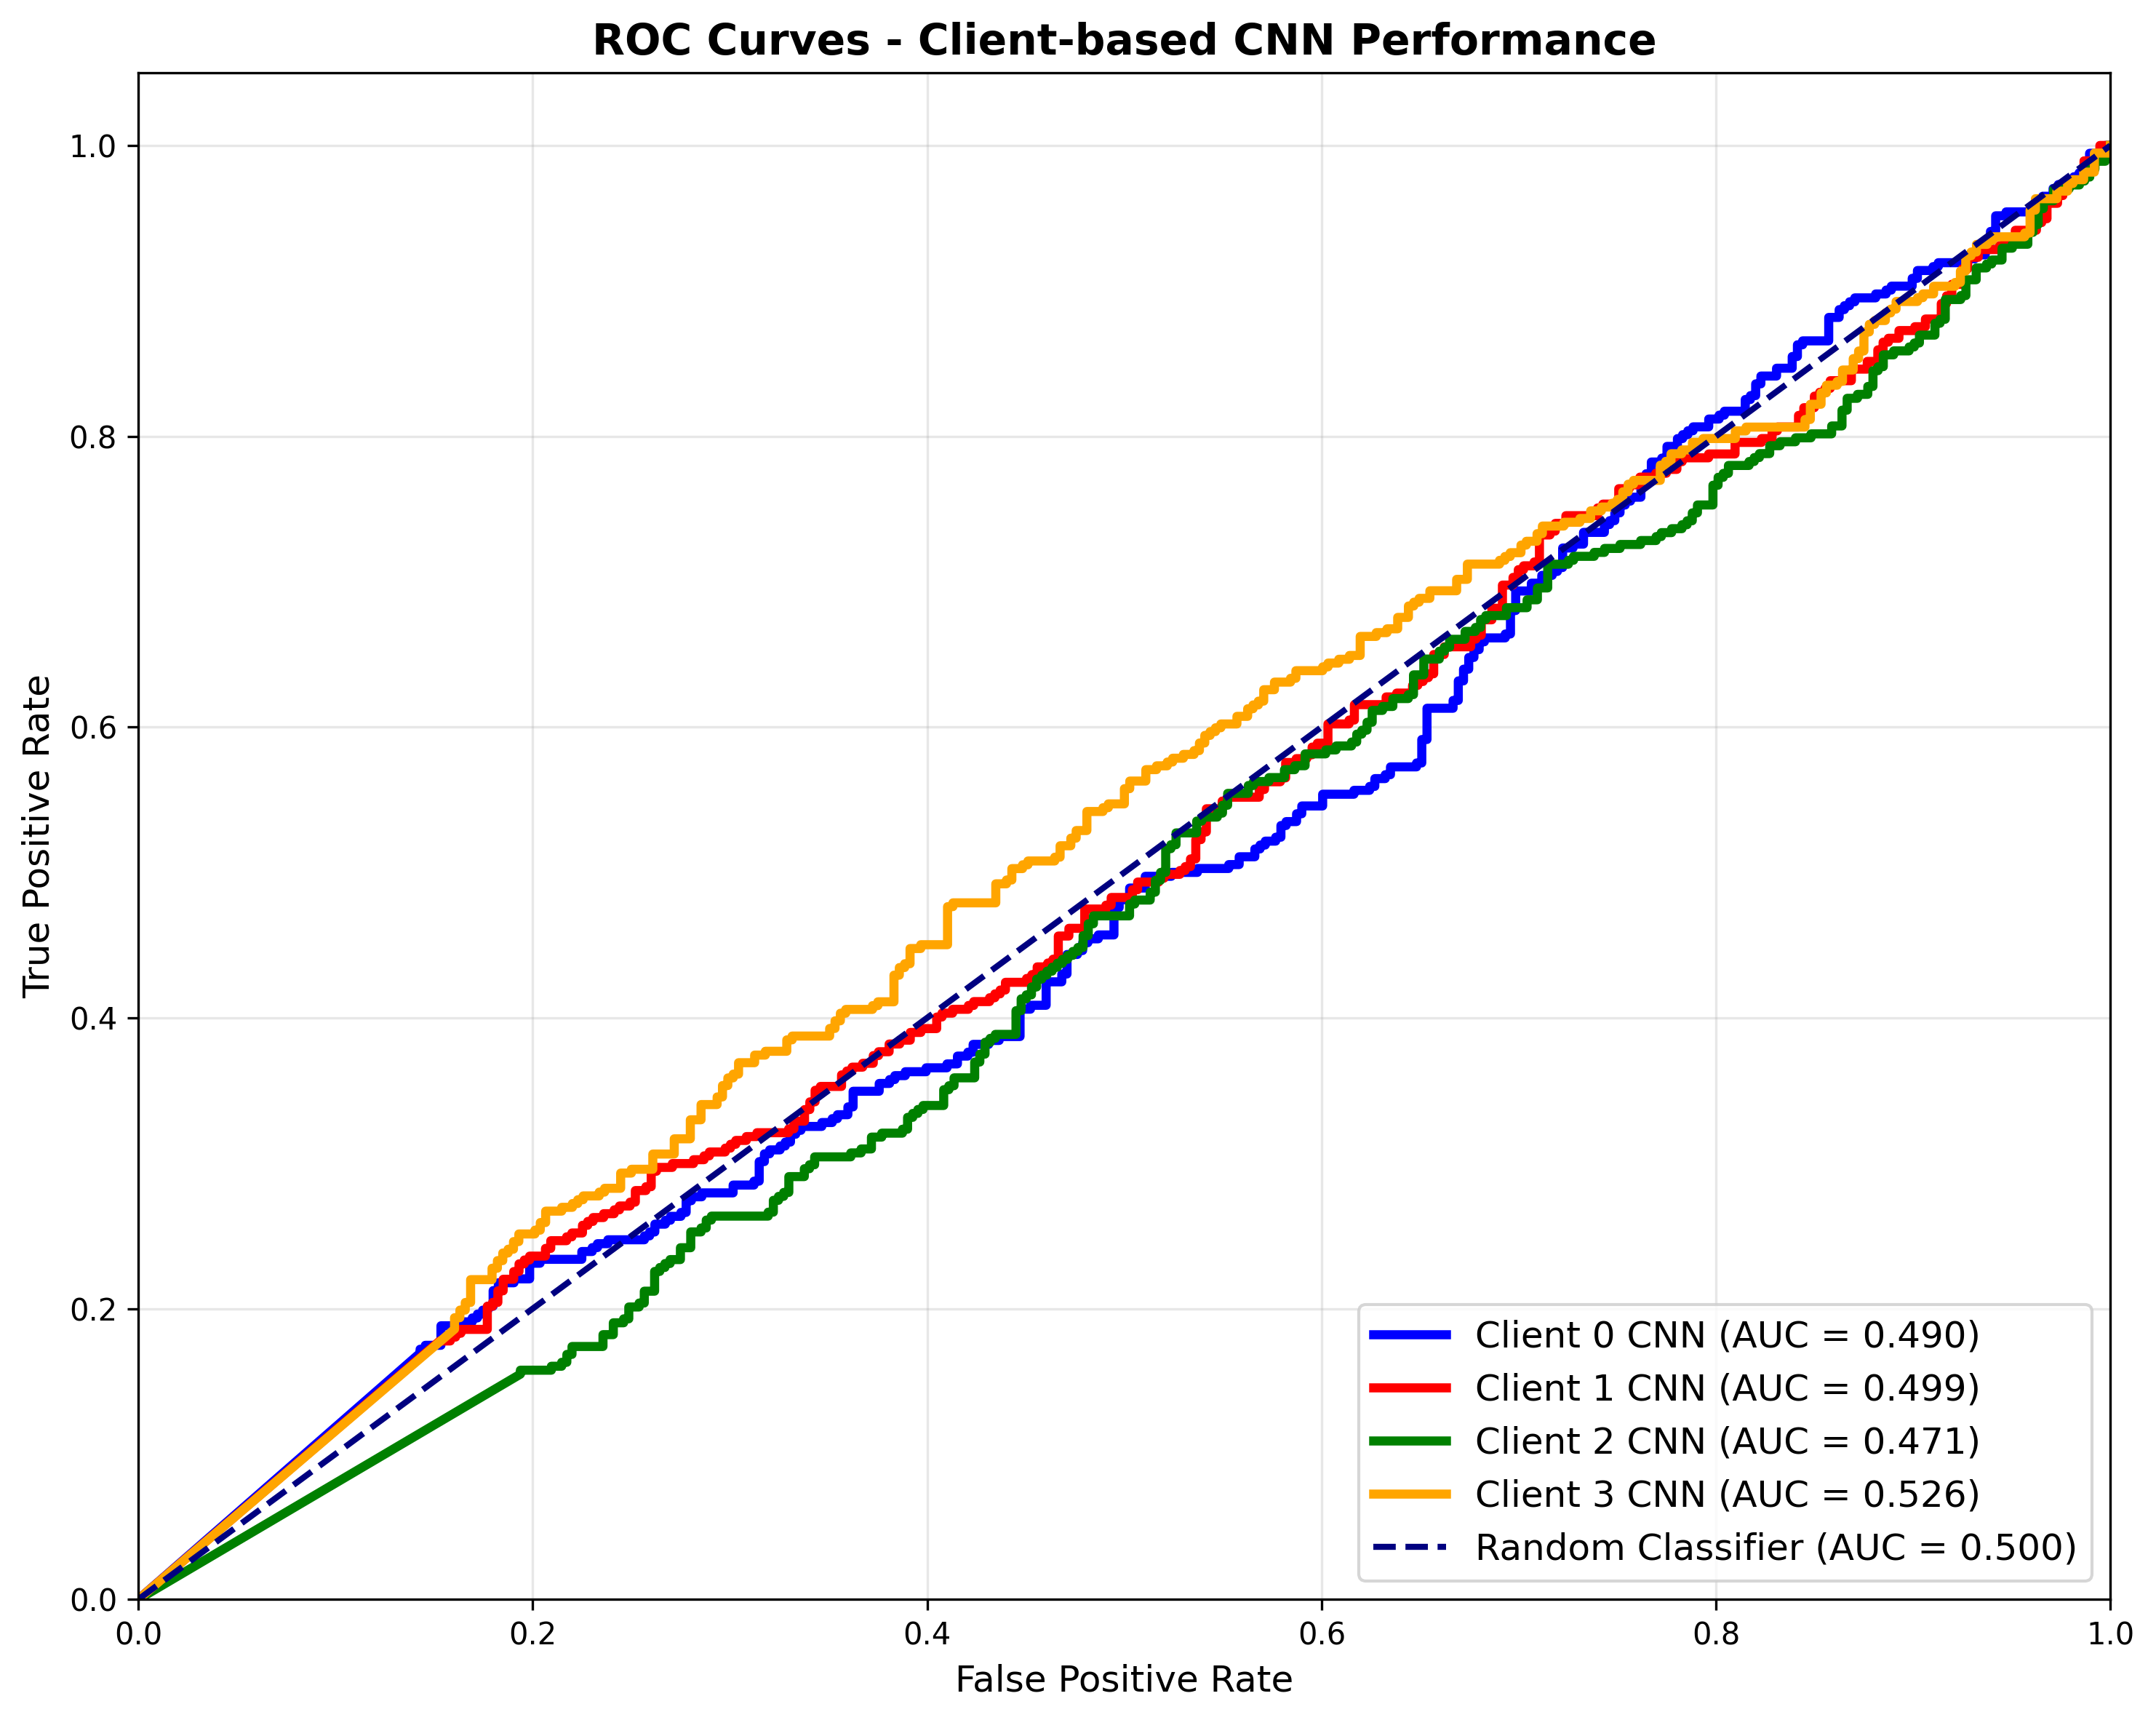 ROC Curves - Client-based CNN Performance
True Positive Rate
1.0
0.8
0.6
0.4
0.2
0.0
0.0 0.2 0.4 0.6 0.8 1.0
False Positive Rate
Client 0 CNN (AUC = 0.490)
Client 1 CNN (AUC = 0.499)
Client 2 CNN (AUC = 0.471)
Client 3 CNN (AUC = 0.526)
Random Classifier (AUC = 0.500)